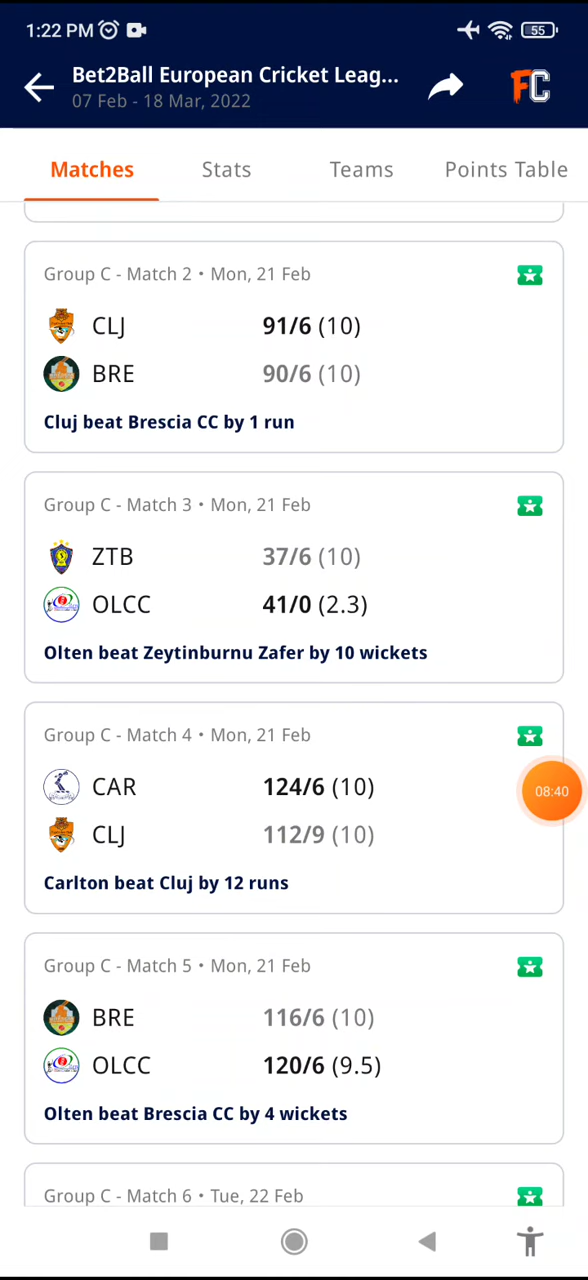 1:22 PM 55
Bet2Ball European Cricket Leag...
07 Feb - 18 Mar, 2022
FC
Matches Stats Teams Points Table
Group C - Match 2 • Mon, 21 Feb
CLJ 91/6 (10)
BRE 90/6 (10)
Cluj beat Brescia CC by 1 run
Group C - Match 3 • Mon, 21 Feb
ZTB 37/6 (10)
OLCC 41/0 (2.3)
Olten beat Zeytinburnu Zafer by 10 wickets
Group C - Match 4 • Mon, 21 Feb
CAR 124/6 (10)
08:40
CLJ 112/9 (10)
Carlton beat Cluj by 12 runs
Group C - Match 5 • Mon, 21 Feb
BRE 116/6 (10)
OLCC 120/6 (9.5)
Olten beat Brescia CC by 4 wickets
Group C - Match 6 • Tue, 22 Feb